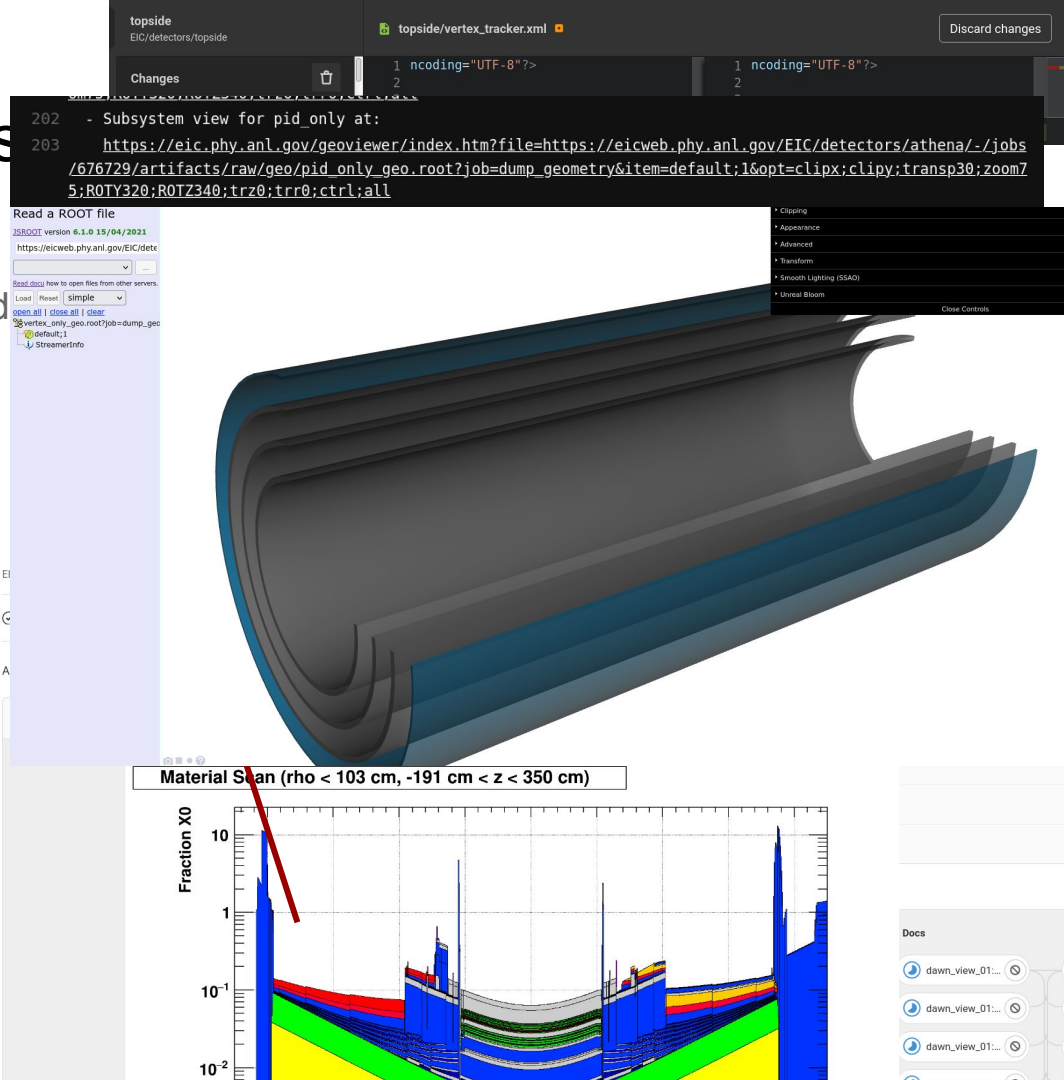 topside
EIC/detectors/topside
topside/vertex_tracker.xml
Discard changes
Changes
1 ncoding="UTF-8"?>
2
1 ncoding="UTF-8"?>
2
202 - Subsystem view for pid_only at:
203 https://eic.phy.anl.gov/geoviewer/index.htm?file=https://eicweb.phy.anl.gov/EIC/detectors/athena/-/jobs
/676729/artifacts/raw/geo/pid_only_geo.root?job=dump_geometry&item=default;1&opt=clipx;clipy;transp30;zoom7
5;ROTY320;ROTZ340;trz0;trr0;ctrl;all
Read a ROOT file
JSROOT version 6.1.0 15/04/2021
https://eicweb.phy.anl.gov/EIC/dete
...
Read docu how to open files from other servers.
Load Reset simple
open all | close all | clear
vertex_only_geo.root?job=dump_geo
default;1
StreamerInfo
Clipping
Appearance
Advanced
Transform
Smooth Lighting (SSAO)
Unreal Bloom
Close Controls
Material Scan (rho < 103 cm, -191 cm < z < 350 cm)
Fraction X0
10
1
10⁻¹
10⁻²
Docs
dawn_view_01:...
dawn_view_01:...
dawn_view_01:...